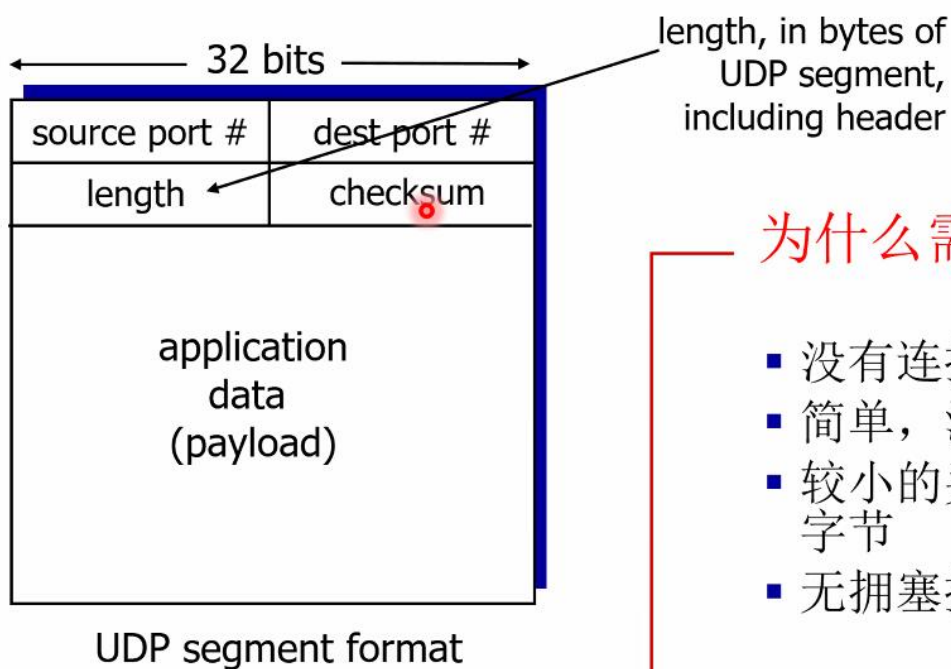 32 bits
length, in bytes of
UDP segment,
including header
source port # dest port #
length checksum
application
data
(payload)
UDP segment format
为什么
没有连
简单，
较小的
字节
无拥塞